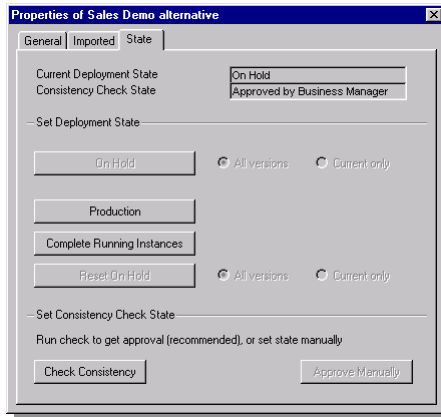 Properties of Sales Demo alternative
General Imported State
Current Deployment State On Hold
Consistency Check State Approved by Business Manager
Set Deployment State
On Hold All versions Current only
Production
Complete Running Instances
Reset On Hold All versions Current only
Set Consistency Check State
Run check to get approval (recommended), or set state manually
Check Consistency Approve Manually